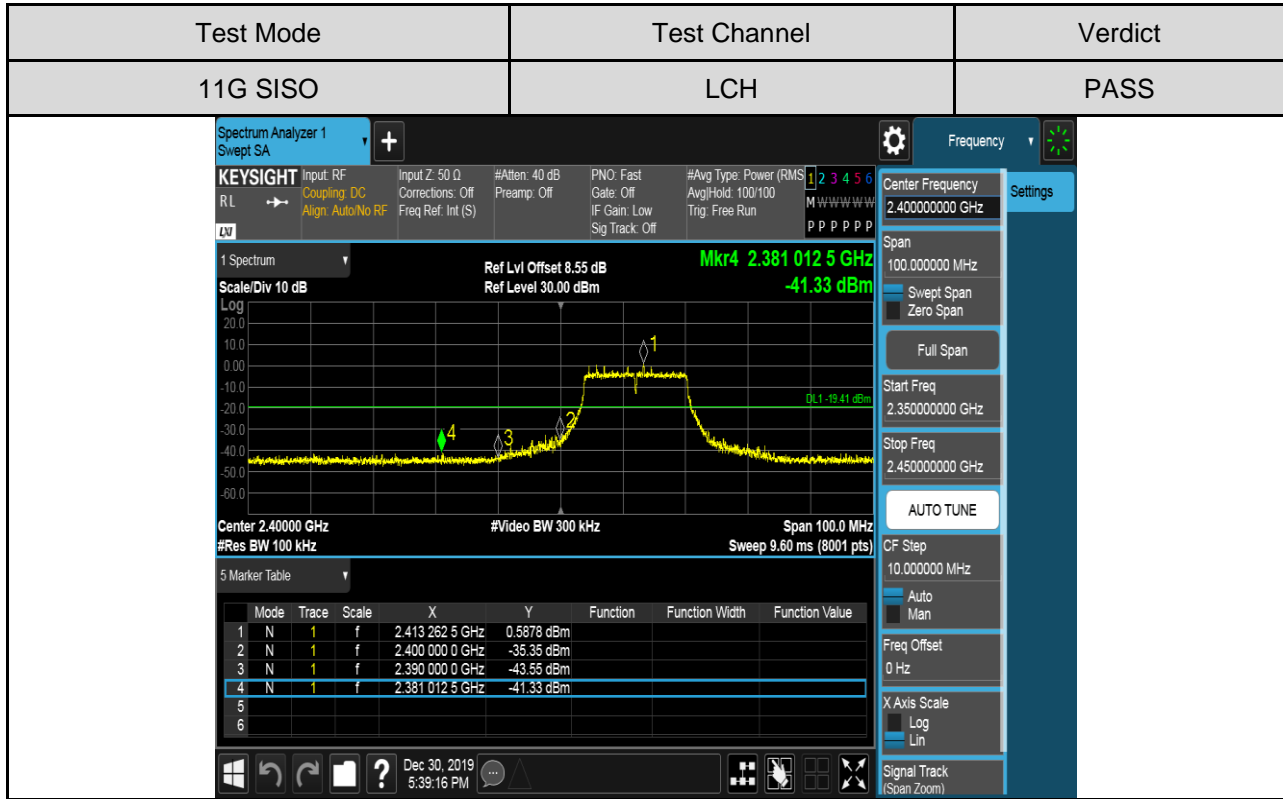 Test Mode Test Channel Verdict
11G SISO LCH PASS
Spectrum Analyzer 1
Swept SA
+
Frequency
KEYSIGHT Input: RF Input Z: 50 Ω #Atten: 40 dB PNO: Fast #Avg Type: Power (RMS 1 2 3 4 5 6
RL Coupling: DC Corrections: Off Preamp: Off Gate: Off Avg|Hold: 100/100 M W W W W W
Align: Auto/No RF Freq Ref: Int (S) IF Gain: Low Trig: Free Run
LXI Sig Track: Off P P P P P P
Center Frequency
2.400000000 GHz
Settings
Span
100.000000 MHz
Swept Span
Zero Span
Full Span
Start Freq
2.350000000 GHz
Stop Freq
2.450000000 GHz
AUTO TUNE
CF Step
10.000000 MHz
Auto
Man
Freq Offset
0 Hz
X Axis Scale
Log
Lin
Signal Track
(Span Zoom)
1 Spectrum
Ref Lvl Offset 8.55 dB Mkr4 2.381 012 5 GHz
Scale/Div 10 dB Ref Level 30.00 dBm -41.33 dBm
Log
20.0
10.0
0.00
-10.0
-20.0
-30.0
-40.0
-50.0
-60.0
1
DL1 -19.41 dBm
2
3
4
Center 2.40000 GHz #Video BW 300 kHz Span 100.0 MHz
#Res BW 100 kHz Sweep 9.60 ms (8001 pts)
5 Marker Table
Mode Trace Scale X Y Function Function Width Function Value
1 N 1 f 2.413 262 5 GHz 0.5878 dBm
2 N 1 f 2.400 000 0 GHz -35.35 dBm
3 N 1 f 2.390 000 0 GHz -43.55 dBm
4 N 1 f 2.381 012 5 GHz -41.33 dBm
5
6
? Dec 30, 2019
5:39:16 PM